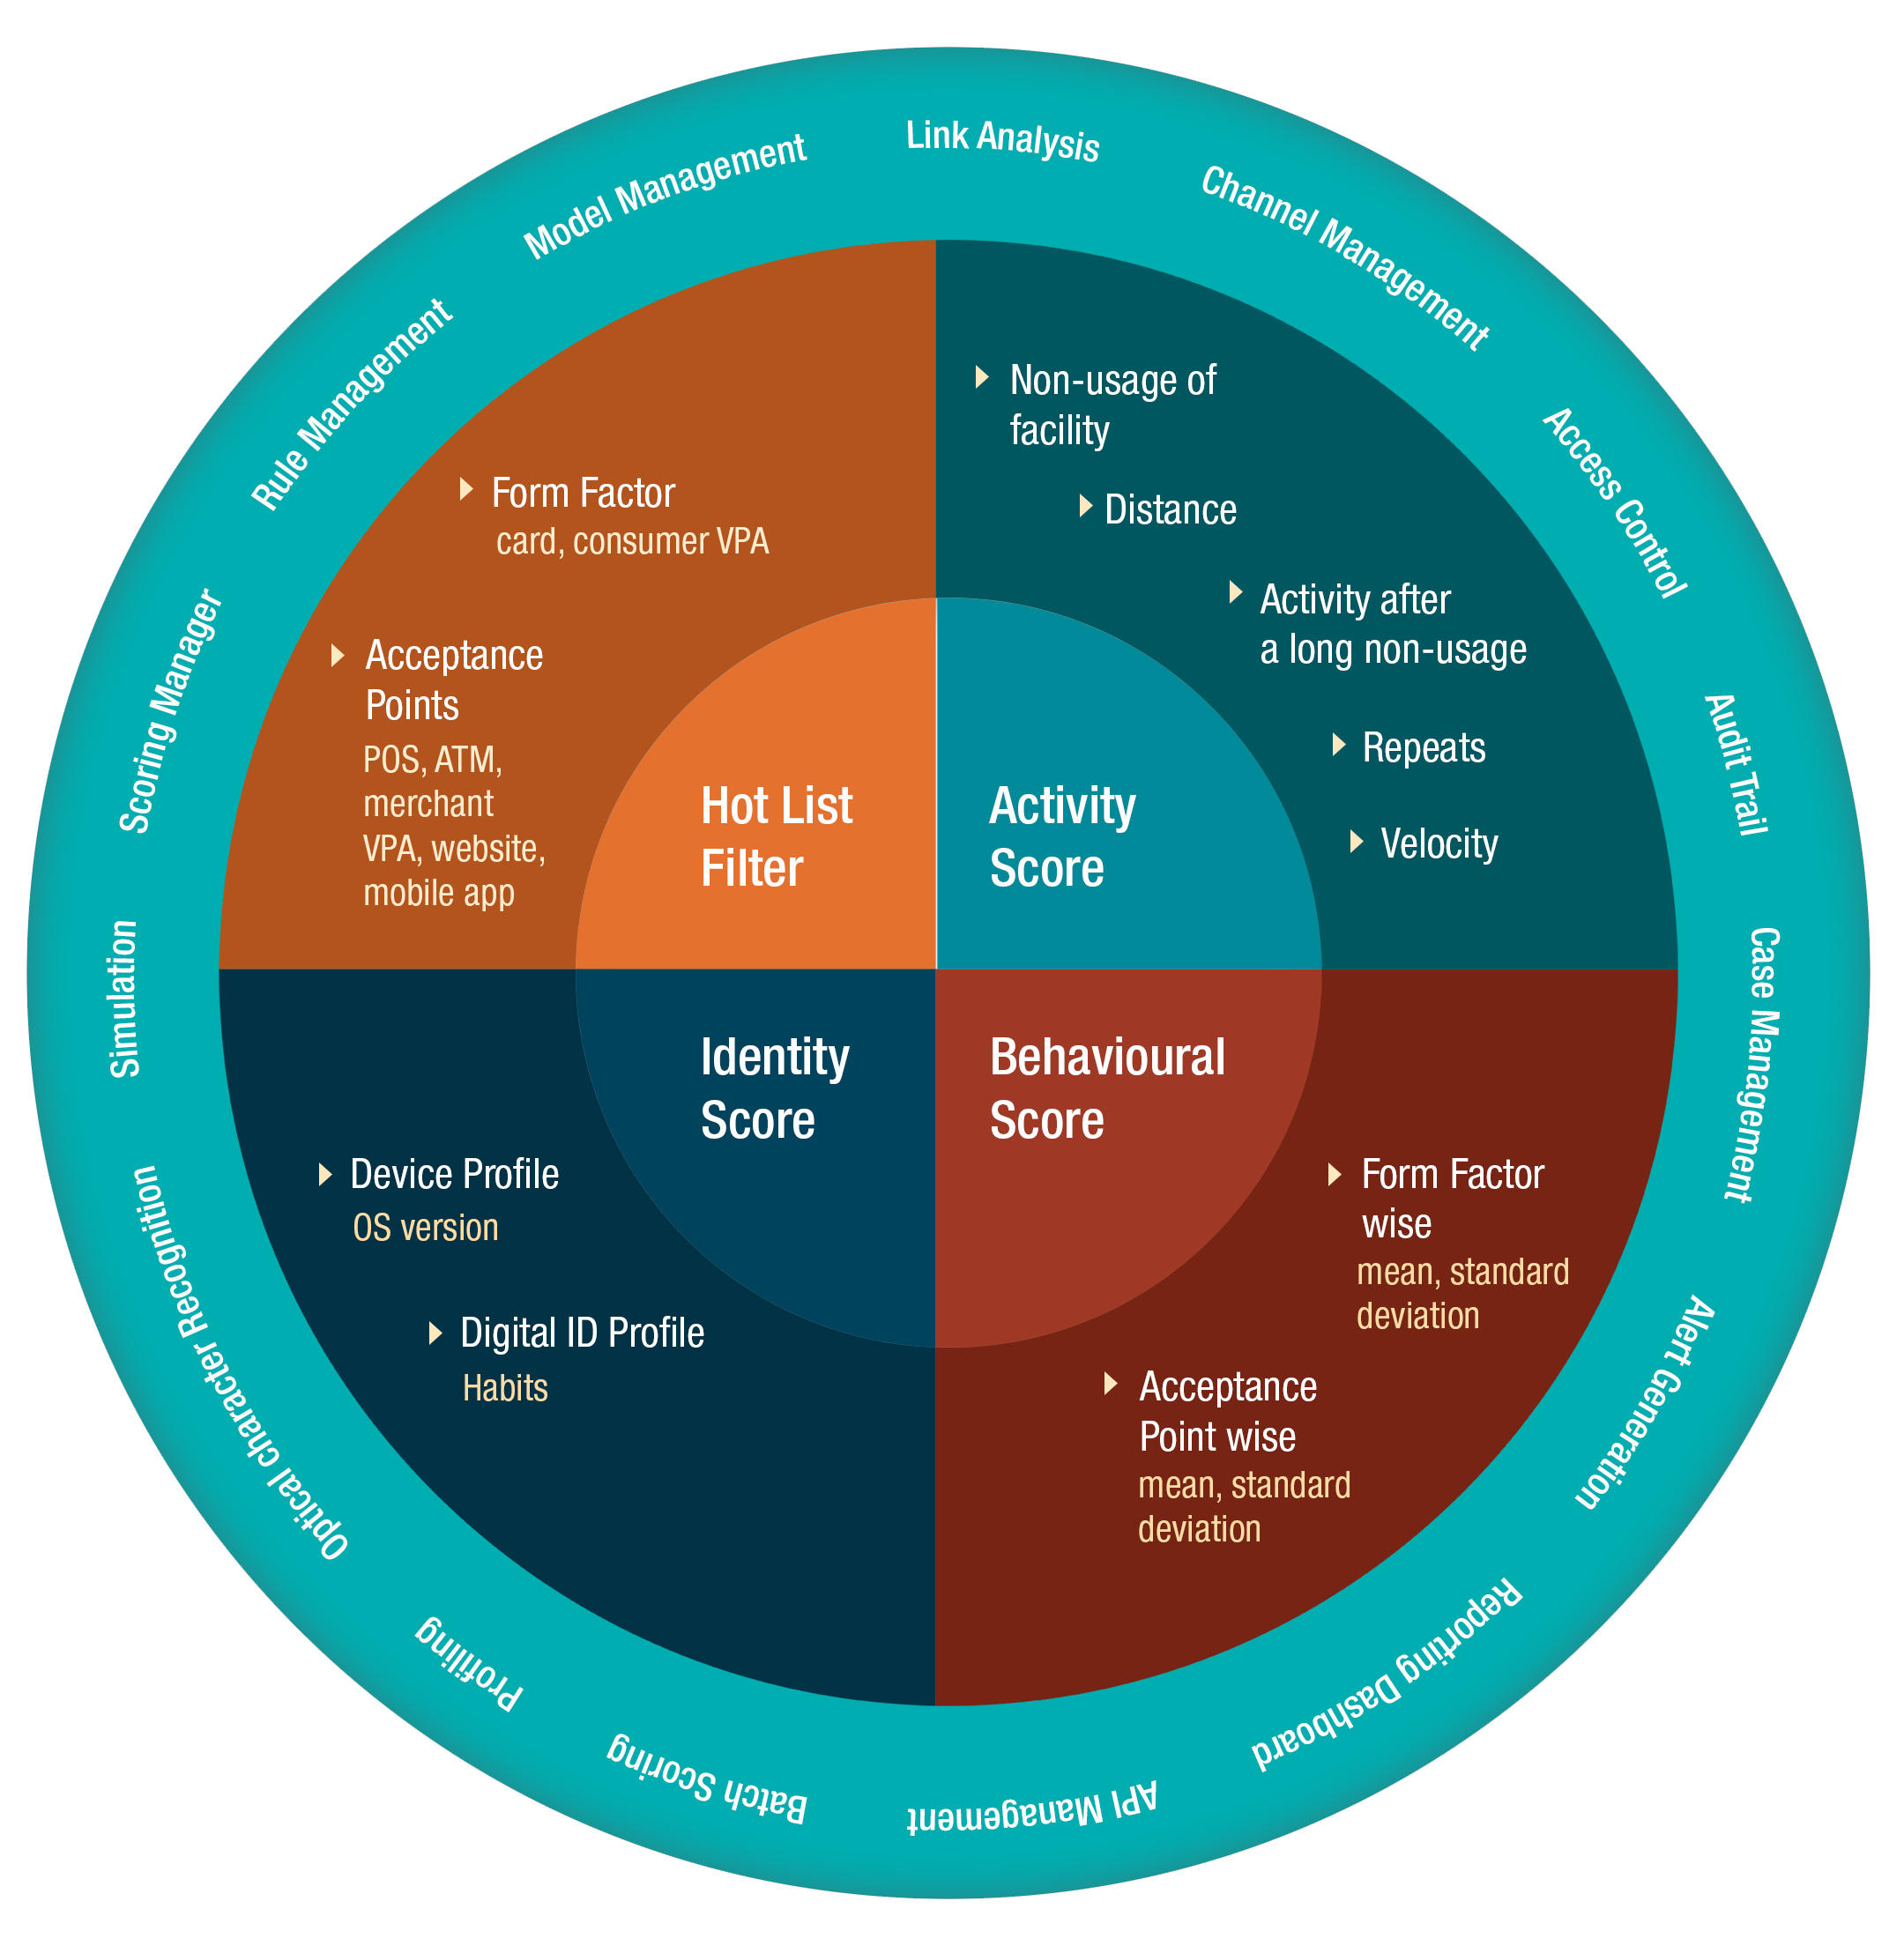 Link Analysis
Channel Management
Access Control
Audit Trail
Case Management
Alert Generation
Reporting Dashboard
API Management
Batch Scoring
Profiling
Optical character Recognition
Simulation
Scoring Manager
Rule Management
Model Management
Form Factor
card, consumer VPA
Acceptance
Points
POS, ATM,
merchant
VPA, website,
mobile app
Hot List
Filter
Non-usage of
facility
Distance
Activity after
a long non-usage
Repeats
Velocity
Activity
Score
Identity
Score
Device Profile
OS version
Digital ID Profile
Habits
Behavioural
Score
Form Factor
wise
mean, standard
deviation
Acceptance
Point wise
mean, standard
deviation